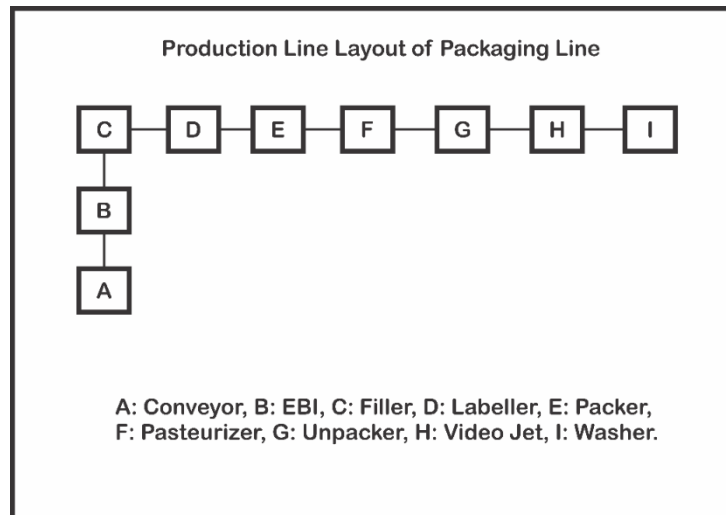 Production Line Layout of Packaging Line
C D E F G H I
B
A
A: Conveyor, B: EBI, C: Filler, D: Labeller, E: Packer,
F: Pasteurizer, G: Unpacker, H: Video Jet, I: Washer.